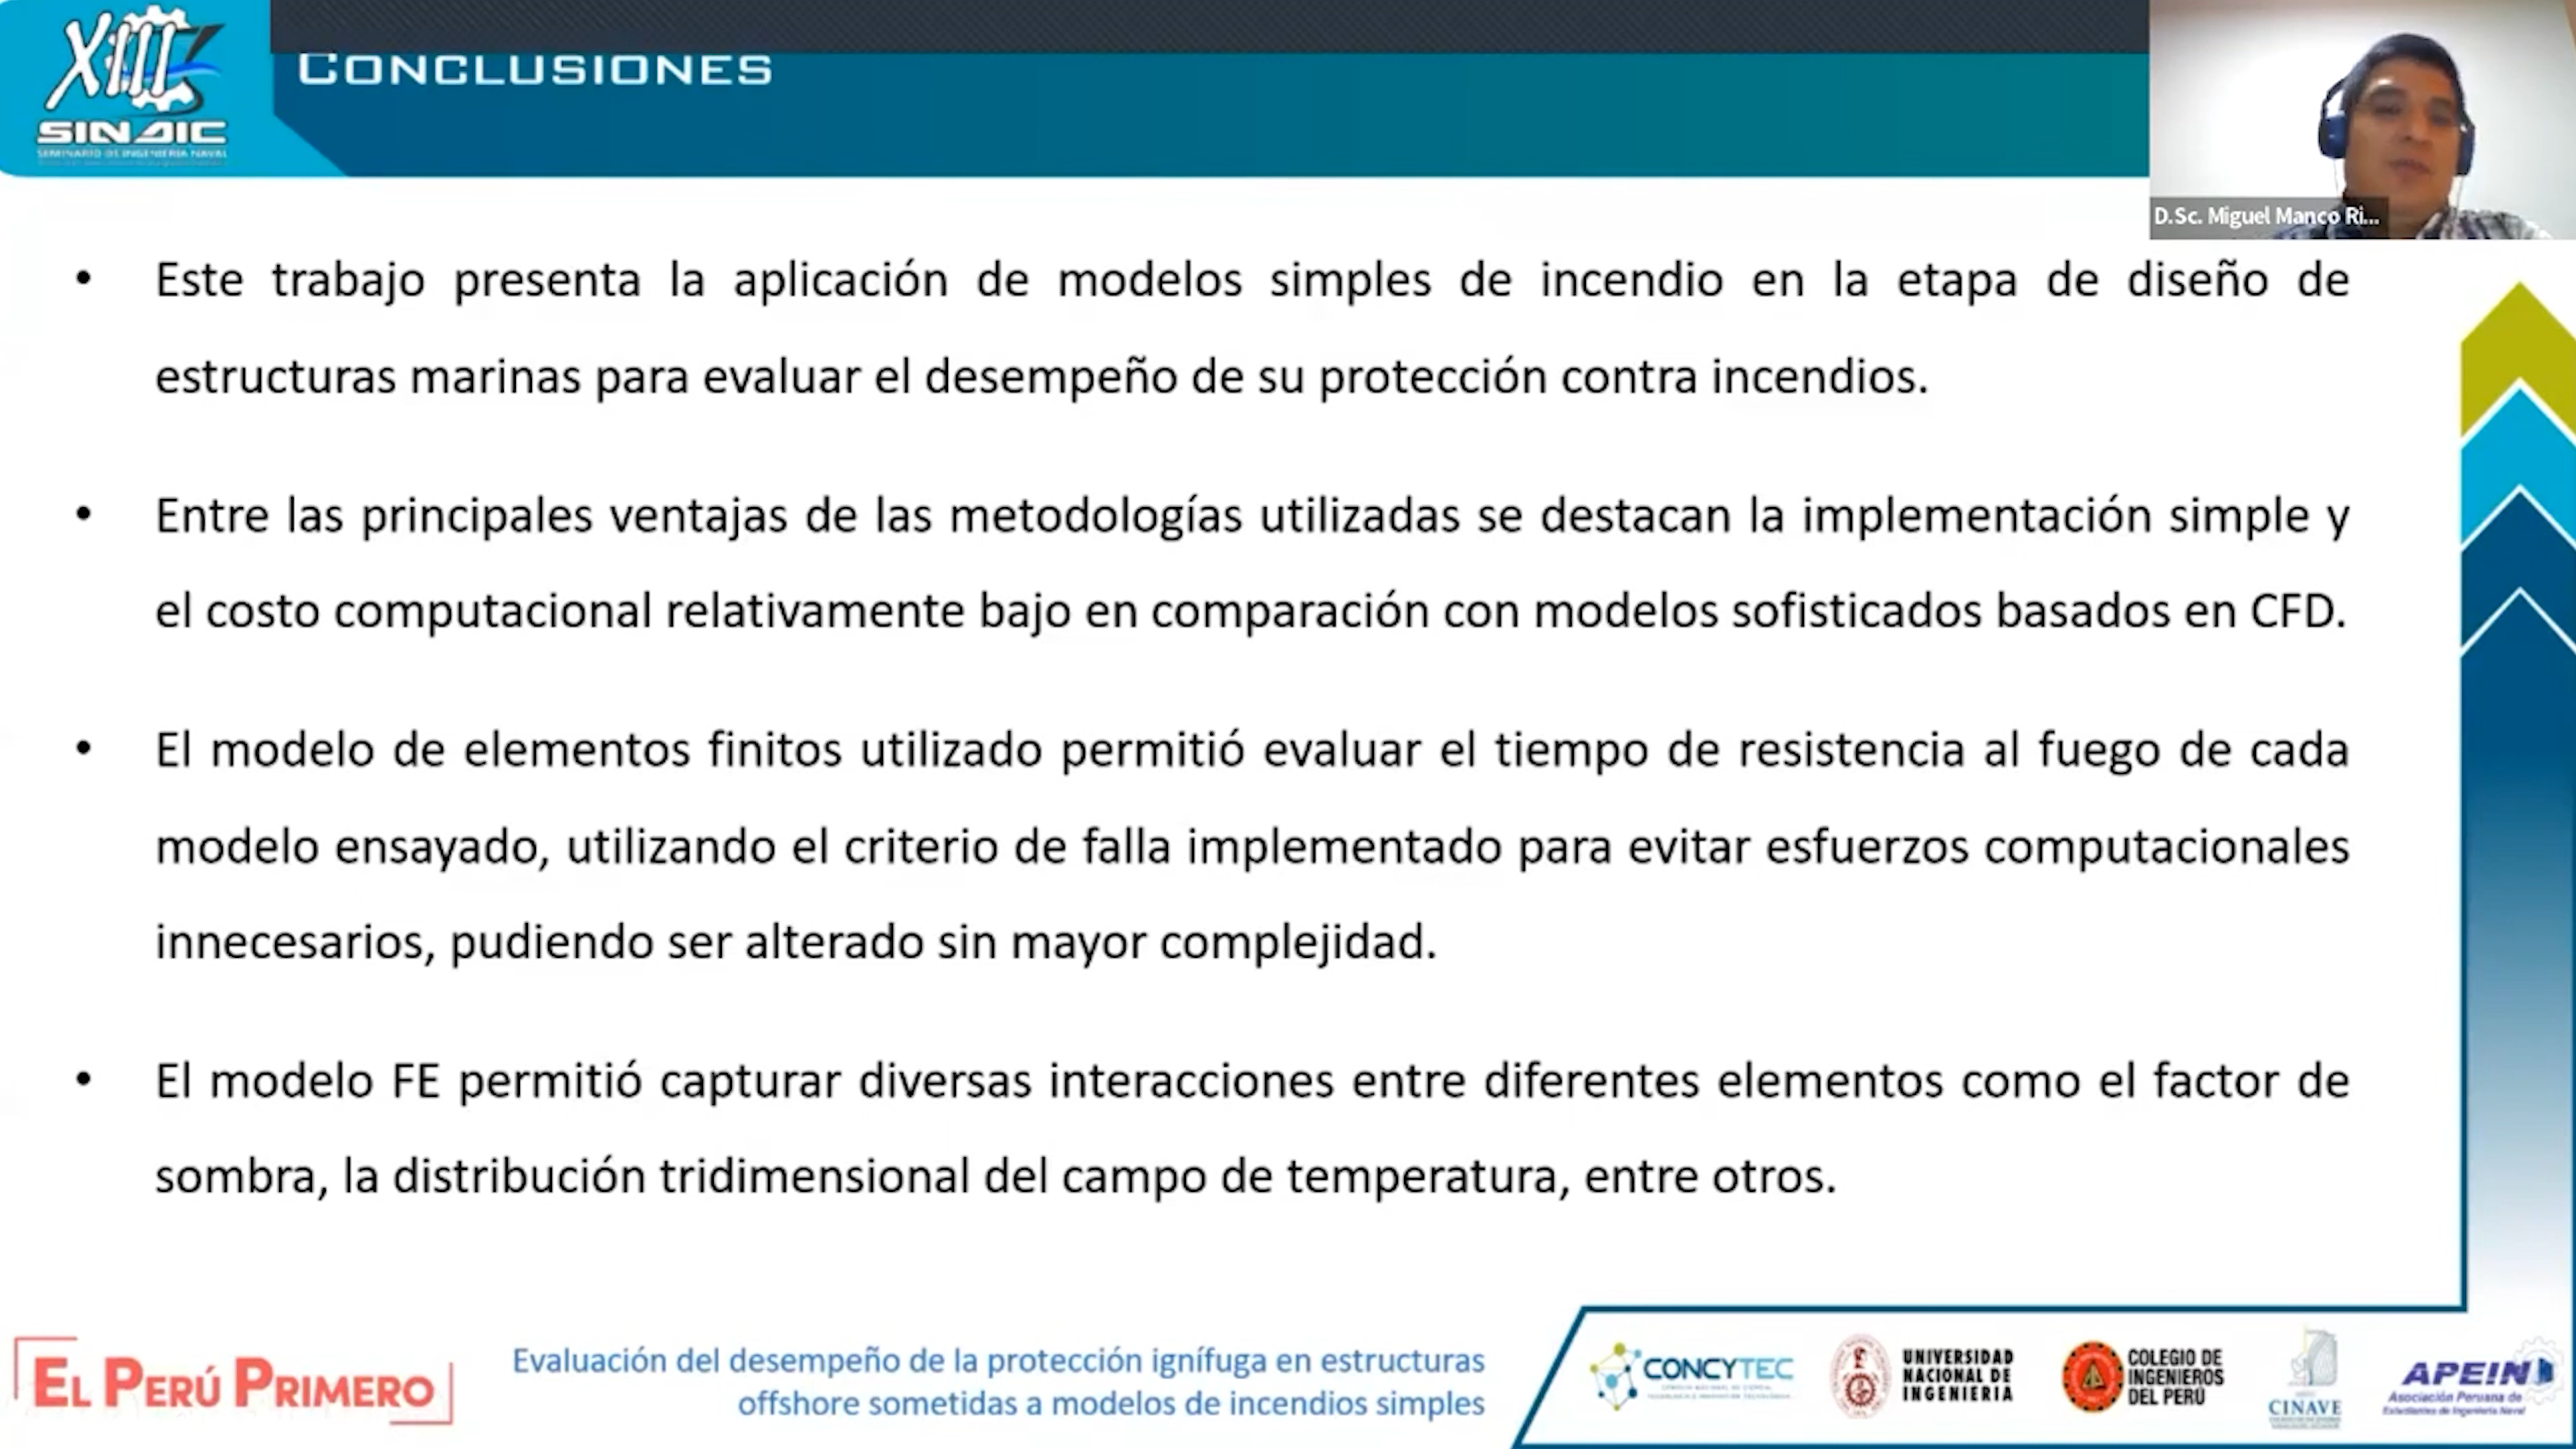 XIII
SINAIC
SEMINARIO DE INGENIERIA NAVAL
CONCLUSIONES
D.Sc. Miguel Manco Ri...
• Este trabajo presenta la aplicación de modelos simples de incendio en la etapa de diseño de
estructuras marinas para evaluar el desempeño de su protección contra incendios.
• Entre las principales ventajas de las metodologías utilizadas se destacan la implementación simple y
el costo computacional relativamente bajo en comparación con modelos sofisticados basados en CFD.
• El modelo de elementos finitos utilizado permitió evaluar el tiempo de resistencia al fuego de cada
modelo ensayado, utilizando el criterio de falla implementado para evitar esfuerzos computacionales
innecesarios, pudiendo ser alterado sin mayor complejidad.
• El modelo FE permitió capturar diversas interacciones entre diferentes elementos como el factor de
sombra, la distribución tridimensional del campo de temperatura, entre otros.
EL PERÚ PRIMERO
Evaluación del desempeño de la protección ignífuga en estructuras
offshore sometidas a modelos de incendios simples
CONCYTEC
UNIVERSIDAD
NACIONAL DE
INGENIERIA
COLEGIO DE
INGENIEROS
DEL PERÚ
CINAVE
APEIN
Asociación Peruana de
Estudiantes de Ingeniería Naval